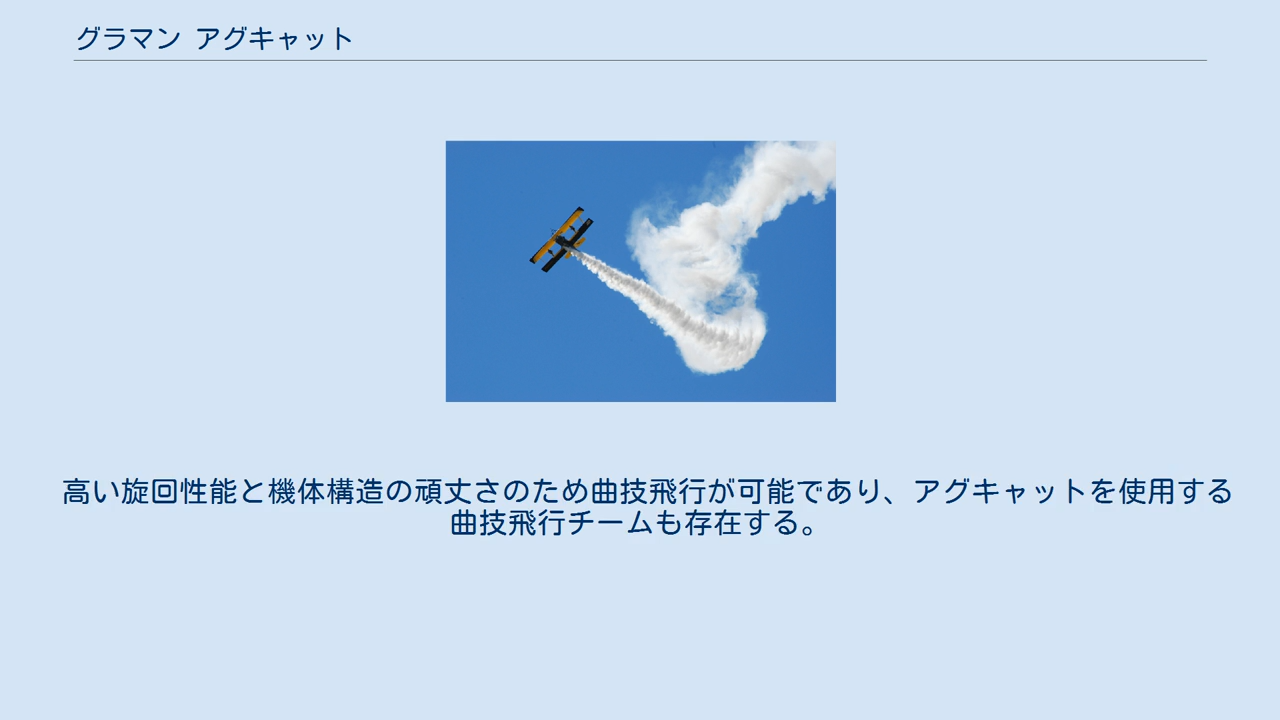 グラマン アグキャット
高い旋回性能と機体構造の頑丈さのため曲技飛行が可能であり、アグキャットを使用する
曲技飛行チームも存在する。